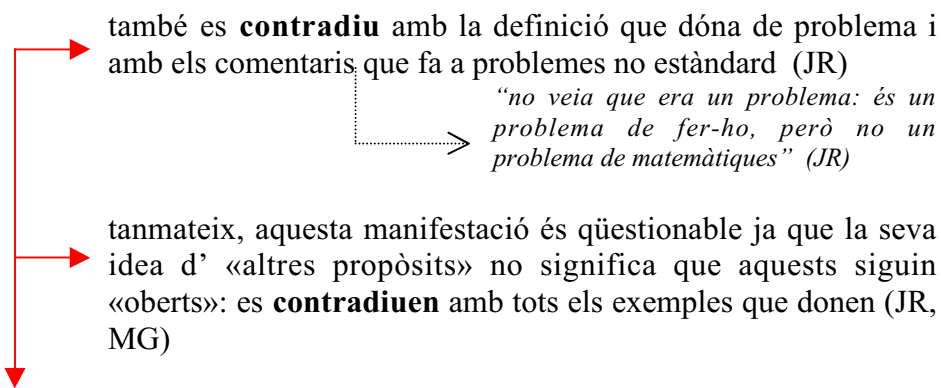 també es contradiu amb la definició que dóna de problema i
amb els comentaris que fa a problemes no estàndard (JR)
“no veia que era un problema: és un
problema de fer-ho, però no un
problema de matemàtiques” (JR)
tanmateix, aquesta manifestació és qüestionable ja que la seva
idea d’ «altres propòsits» no significa que aquests siguin
«oberts»: es contradiuen amb tots els exemples que donen (JR,
MG)